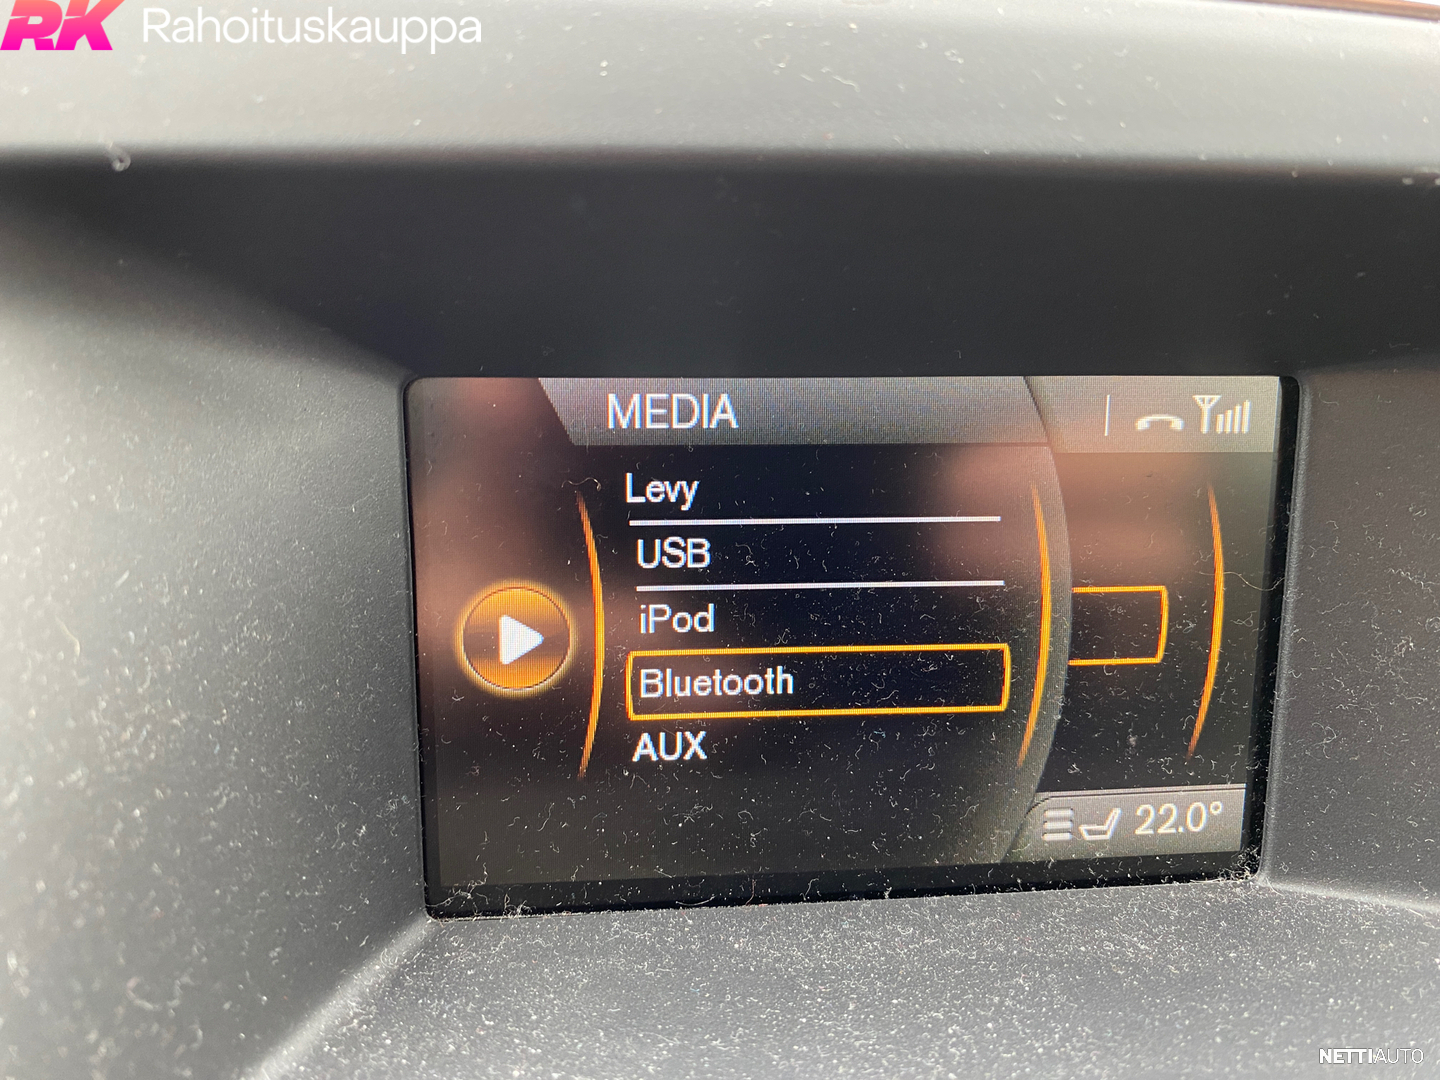 RK Rahoituskauppa
MEDIA
Levy
USB
iPod
Bluetooth
AUX
22.0°
NETTIAUTO